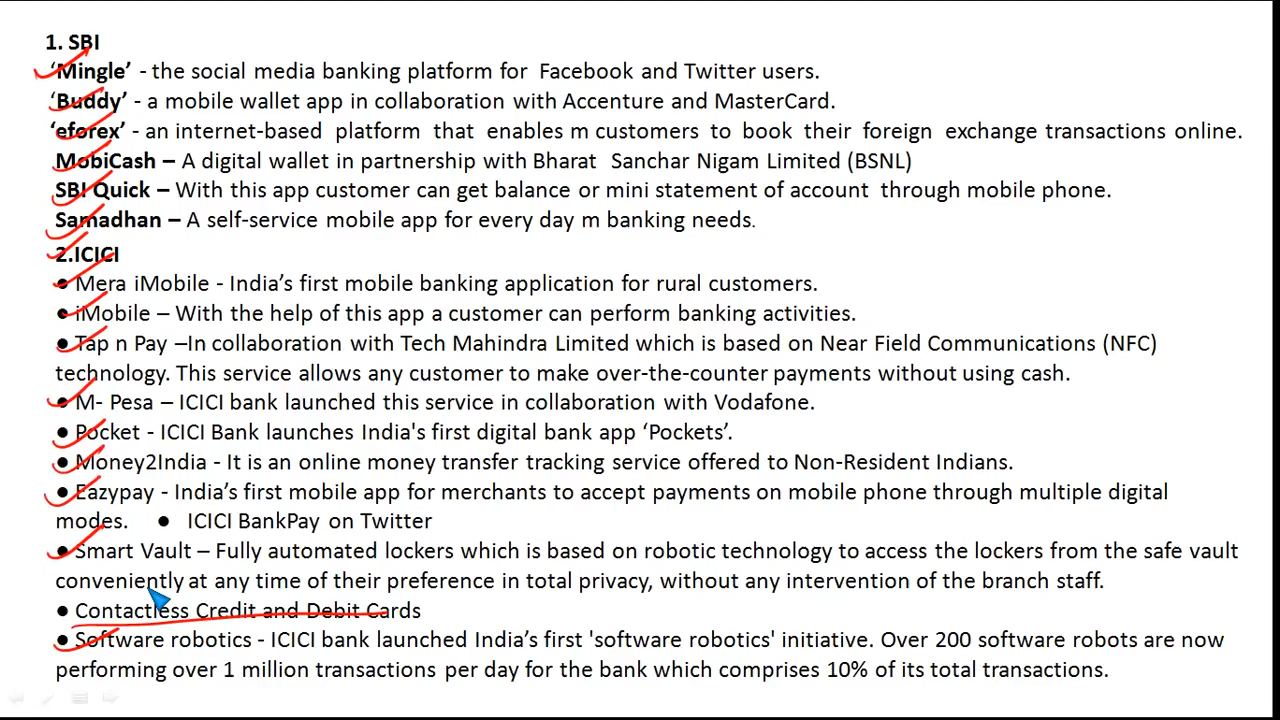 1. SBI
‘Mingle’ - the social media banking platform for Facebook and Twitter users.
‘Buddy’ - a mobile wallet app in collaboration with Accenture and MasterCard.
‘eforex’ - an internet-based platform that enables m customers to book their foreign exchange transactions online.
MobiCash – A digital wallet in partnership with Bharat Sanchar Nigam Limited (BSNL)
SBI Quick – With this app customer can get balance or mini statement of account through mobile phone.
Samadhan – A self-service mobile app for every day m banking needs.
2.ICICI
● Mera iMobile - India’s first mobile banking application for rural customers.
● iMobile – With the help of this app a customer can perform banking activities.
● Tap n Pay –In collaboration with Tech Mahindra Limited which is based on Near Field Communications (NFC)
technology. This service allows any customer to make over-the-counter payments without using cash.
● M- Pesa – ICICI bank launched this service in collaboration with Vodafone.
● Pocket - ICICI Bank launches India's first digital bank app ‘Pockets’.
● Money2India - It is an online money transfer tracking service offered to Non-Resident Indians.
● Eazypay - India’s first mobile app for merchants to accept payments on mobile phone through multiple digital
modes. ● ICICI BankPay on Twitter
● Smart Vault – Fully automated lockers which is based on robotic technology to access the lockers from the safe vault
conveniently at any time of their preference in total privacy, without any intervention of the branch staff.
● Contactless Credit and Debit Cards
● Software robotics - ICICI bank launched India’s first 'software robotics' initiative. Over 200 software robots are now
performing over 1 million transactions per day for the bank which comprises 10% of its total transactions.